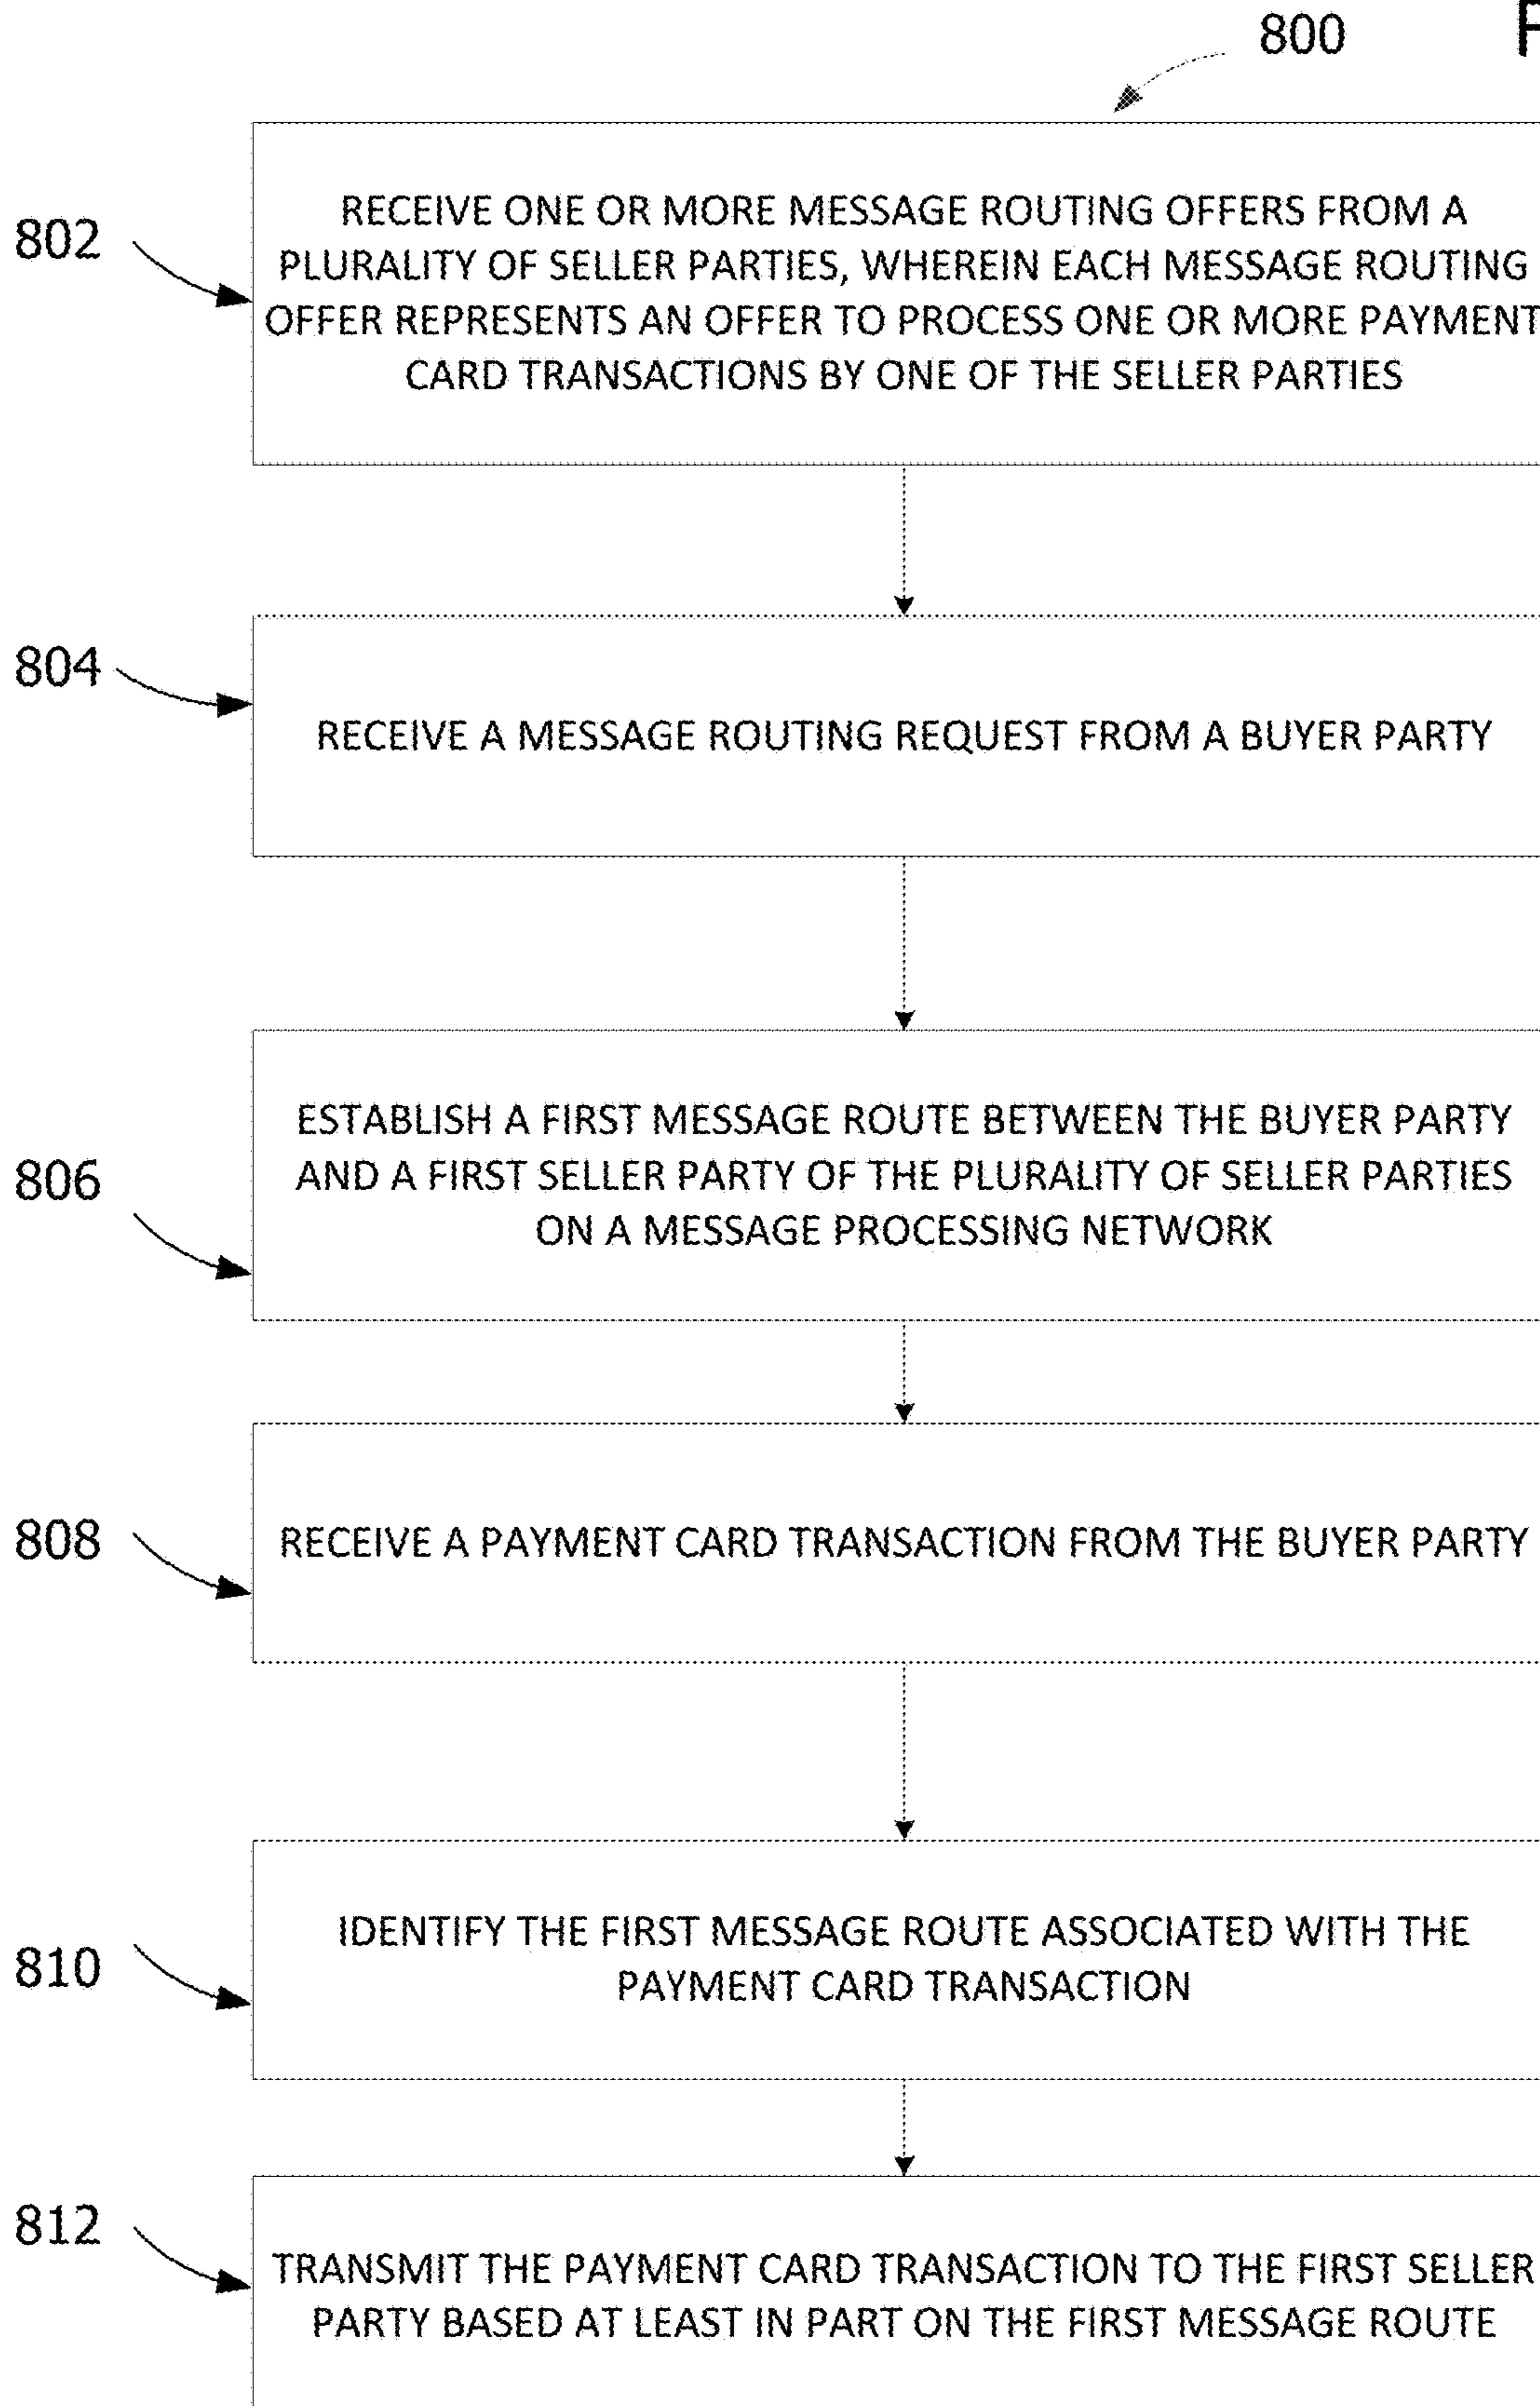 800
802
RECEIVE ONE OR MORE MESSAGE ROUTING OFFERS FROM A
PLURALITY OF SELLER PARTIES, WHEREIN EACH MESSAGE ROUTING
OFFER REPRESENTS AN OFFER TO PROCESS ONE OR MORE PAYMENT
CARD TRANSACTIONS BY ONE OF THE SELLER PARTIES
804
RECEIVE A MESSAGE ROUTING REQUEST FROM A BUYER PARTY
806
ESTABLISH A FIRST MESSAGE ROUTE BETWEEN THE BUYER PARTY
AND A FIRST SELLER PARTY OF THE PLURALITY OF SELLER PARTIES
ON A MESSAGE PROCESSING NETWORK
808
RECEIVE A PAYMENT CARD TRANSACTION FROM THE BUYER PARTY
810
IDENTIFY THE FIRST MESSAGE ROUTE ASSOCIATED WITH THE
PAYMENT CARD TRANSACTION
812
TRANSMIT THE PAYMENT CARD TRANSACTION TO THE FIRST SELLER
PARTY BASED AT LEAST IN PART ON THE FIRST MESSAGE ROUTE